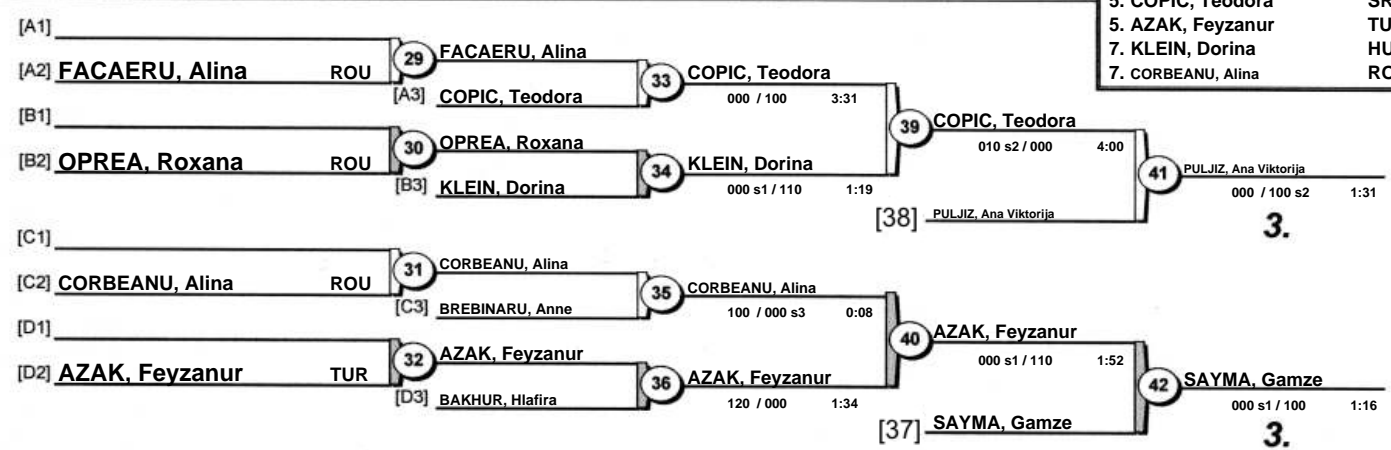 5. COPIC, Teodora
5. AZAK, Feyzanur
7. KLEIN, Dorina
7. CORBEANU, Alina
[A1]
[A2] FACAERU, Alina ROU
29
FACAERU, Alina
[A3] COPIC, Teodora
33
COPIC, Teodora
000 / 100 3:31
[B1]
[B2] OPREA, Roxana ROU
30
OPREA, Roxana
[B3] KLEIN, Dorina
34
KLEIN, Dorina
000 s1 / 110 1:19
39
COPIC, Teodora
010 s2 / 000 4:00
[38] PULJIZ, Ana Viktorija
41
PULJIZ, Ana Viktorija
000 / 100 s2 1:31
3.
[C1]
[C2] CORBEANU, Alina ROU
31
CORBEANU, Alina
[C3] BREBINARU, Anne
35
CORBEANU, Alina
100 / 000 s3 0:08
[D1]
[D2] AZAK, Feyzanur TUR
32
AZAK, Feyzanur
[D3] BAKHUR, Hlafira
36
AZAK, Feyzanur
120 / 000 1:34
40
AZAK, Feyzanur
000 s1 / 110 1:52
[37] SAYMA, Gamze
42
SAYMA, Gamze
000 s1 / 100 1:16
3.